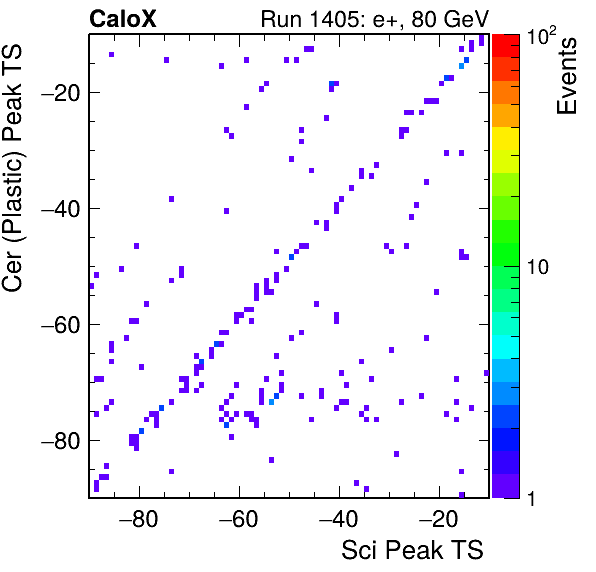 CaloX Run 1405: e+, 80 GeV
Cer (Plastic) Peak TS
−20
−40
−60
−80
−80 −60 −40 −20
Sci Peak TS
10²
10
1
Events